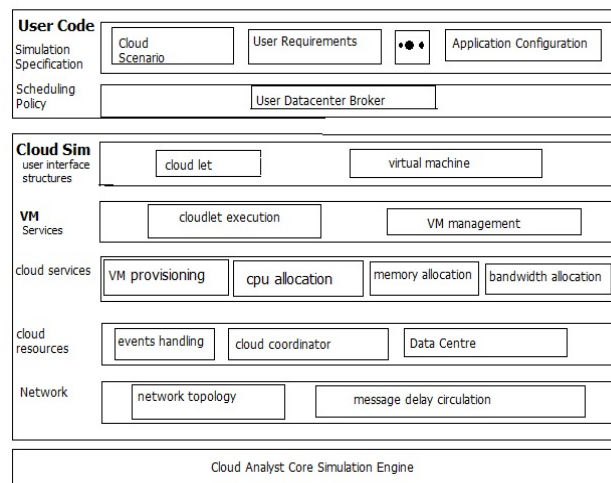 User Code
Simulation
Specification
Cloud
Scenario
User Requirements
Application Configuration
Scheduling
Policy
User Datacenter Broker
Cloud Sim
user interface
structures
cloud let
virtual machine
VM
Services
cloudlet execution
VM management
cloud services
VM provisioning
cpu allocation
memory allocation
bandwidth allocation
cloud
resources
events handling
cloud coordinator
Data Centre
Network
network topology
message delay circulation
Cloud Analyst Core Simulation Engine